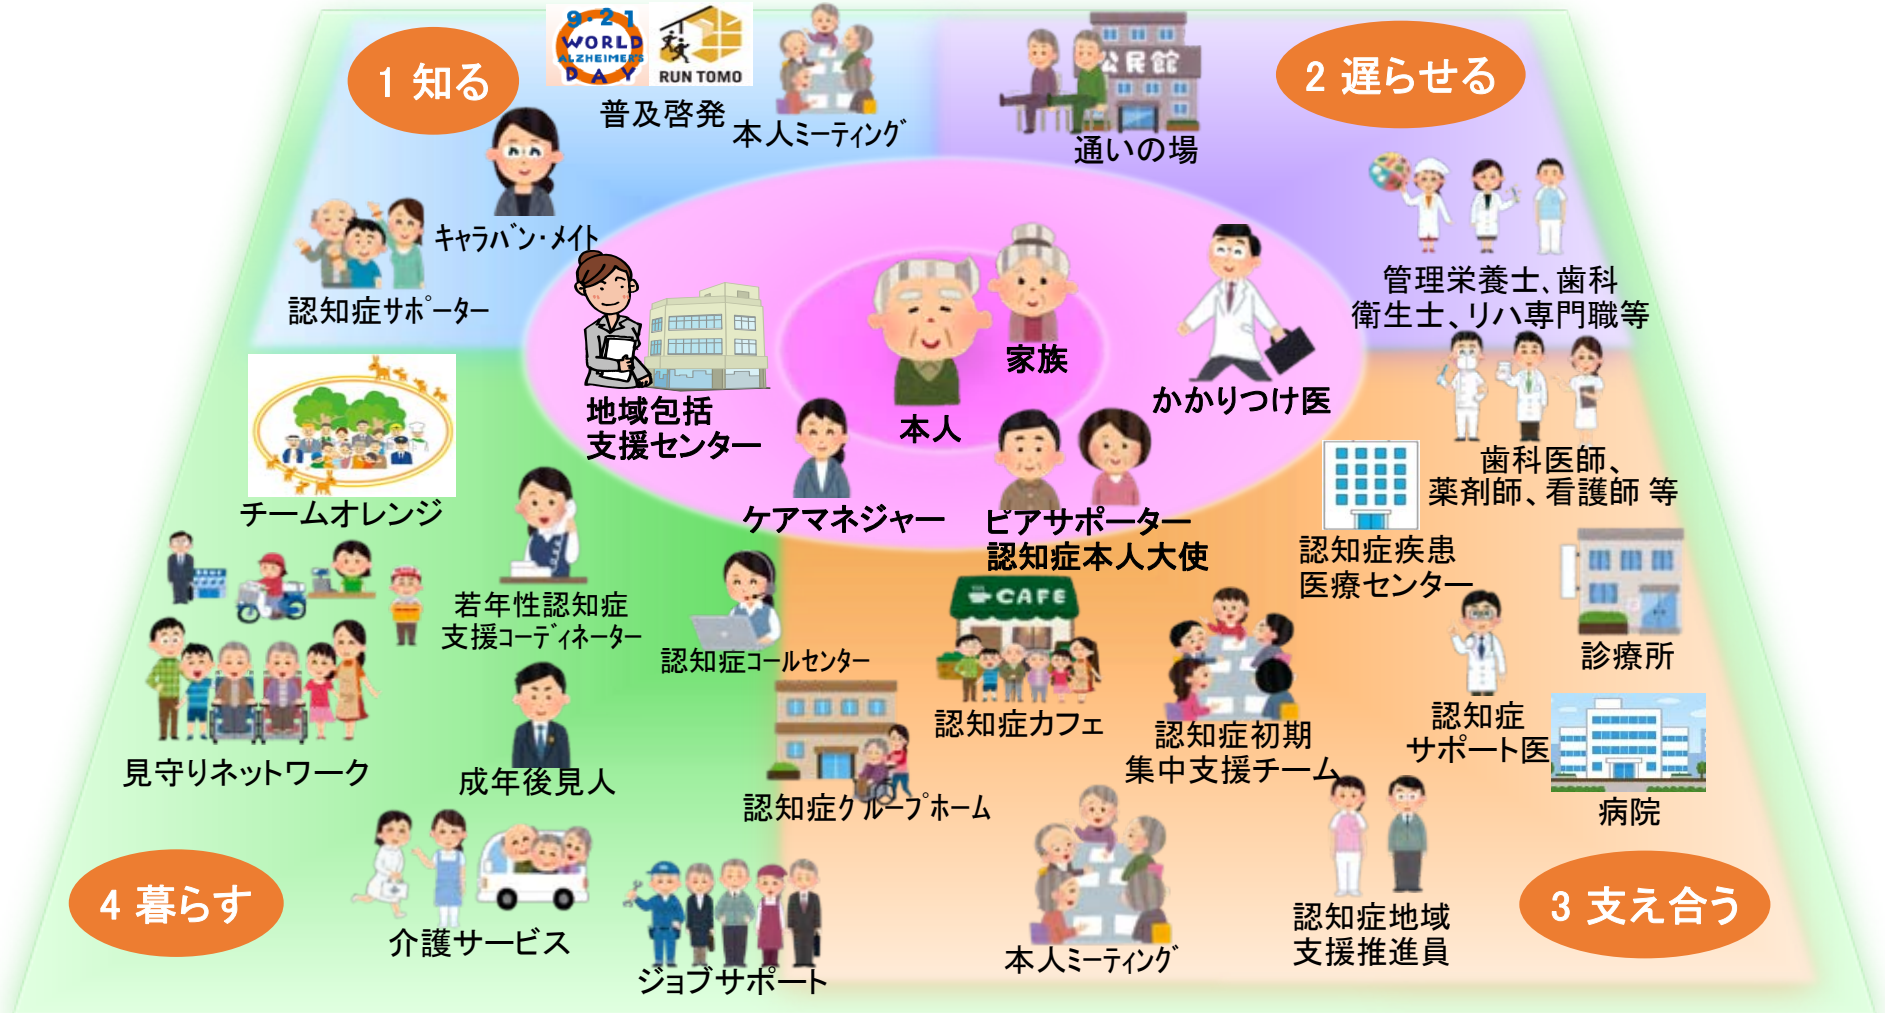 1 知る
9・21
WORLD
ALZHEIMER'S
DAY
RUN TOMO
普及啓発
本人ミーティング
公民館
通いの場
2 遅らせる
キャラバン・メイト
認知症サポーター
管理栄養士、歯科
衛生士、リハ専門職等
地域包括
支援センター
本人
家族
かかりつけ医
ケアマネジャー
ピアサポーター
認知症本人大使
チームオレンジ
歯科医師、
薬剤師、看護師 等
認知症疾患
医療センター
若年性認知症
支援コーディネーター
認知症コールセンター
CAFE
認知症カフェ
認知症初期
集中支援チーム
認知症
サポート医
診療所
病院
見守りネットワーク
成年後見人
認知症グループホーム
4 暮らす
介護サービス
ジョブサポート
本人ミーティング
認知症地域
支援推進員
3 支え合う